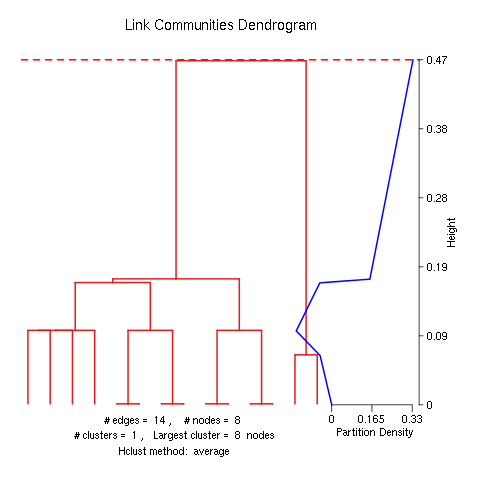 Link Communities Dendrogram
0.47
0.38
0.28
0.19
0.09
0
Height
0 0.165 0.33
Partition Density
# edges = 14 , # nodes = 8
# clusters = 1 , Largest cluster = 8 nodes
Hclust method: average